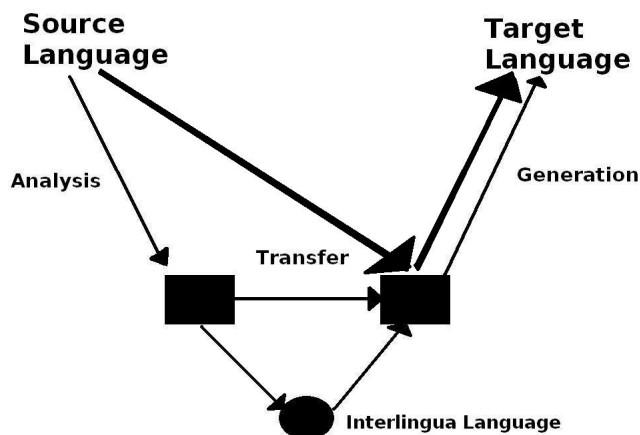 Source
Language
Target
Language
Analysis
Generation
Transfer
Interlingua Language